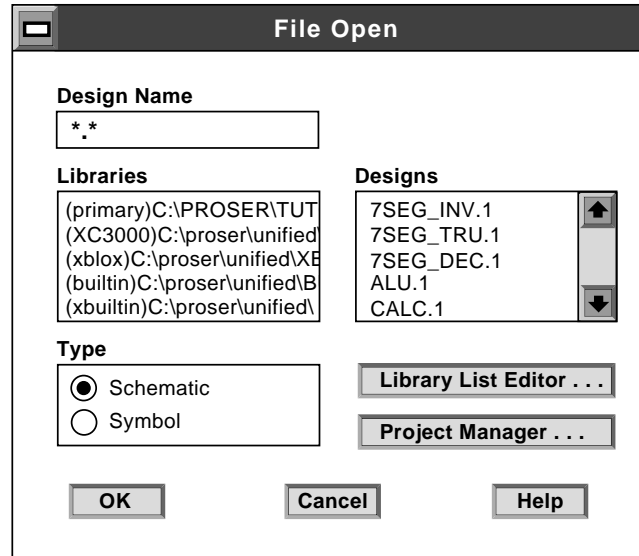 File Open
Design Name
*.*
Libraries
(primary)C:\PROSER\TUT
(XC3000)C:\proser\unified\
(xblox)C:\proser\unified\XE
(builtin)C:\proser\unified\B
(xbuiltin)C:\proser\unified\
Designs
7SEG_INV.1
7SEG_TRU.1
7SEG_DEC.1
ALU.1
CALC.1
Type
Schematic
Symbol
Library List Editor . . .
Project Manager . . .
OK
Cancel
Help